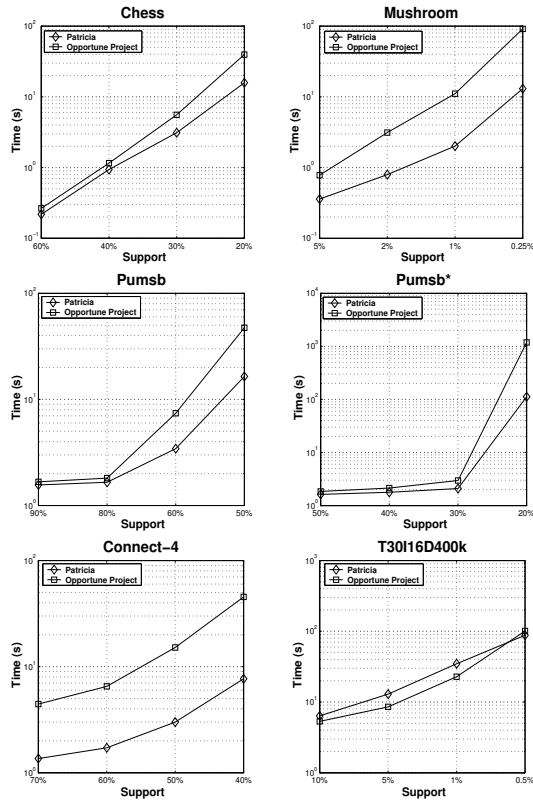 Chess
Patricia
Opportune Project
10^2
10^1
10^0
10^-1
Time (s)
60%
40%
30%
20%
Support
Mushroom
Patricia
Opportune Project
10^2
10^1
10^0
10^-1
Time (s)
5%
2%
1%
0.25%
Support
Pumsb
Patricia
Opportune Project
10^2
10^1
10^0
Time (s)
90%
80%
60%
50%
Support
Pumsb*
Patricia
Opportune Project
10^4
10^3
10^2
10^1
10^0
Time (s)
50%
40%
30%
20%
Support
Connect-4
Patricia
Opportune Project
10^2
10^1
10^0
Time (s)
70%
60%
50%
40%
Support
T30I16D400k
Patricia
Opportune Project
10^3
10^2
10^1
10^0
Time (s)
10%
5%
1%
0.5%
Support